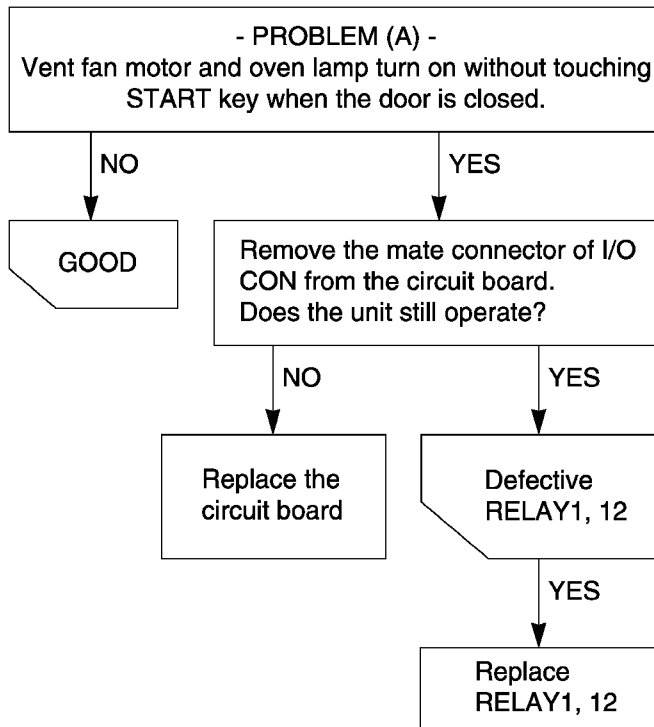 - PROBLEM (A) -
Vent fan motor and oven lamp turn on without touching
START key when the door is closed.
NO
YES
GOOD
Remove the mate connector of I/O
CON from the circuit board.
Does the unit still operate?
NO
YES
Replace the
circuit board
Defective
RELAY1, 12
YES
Replace
RELAY1, 12